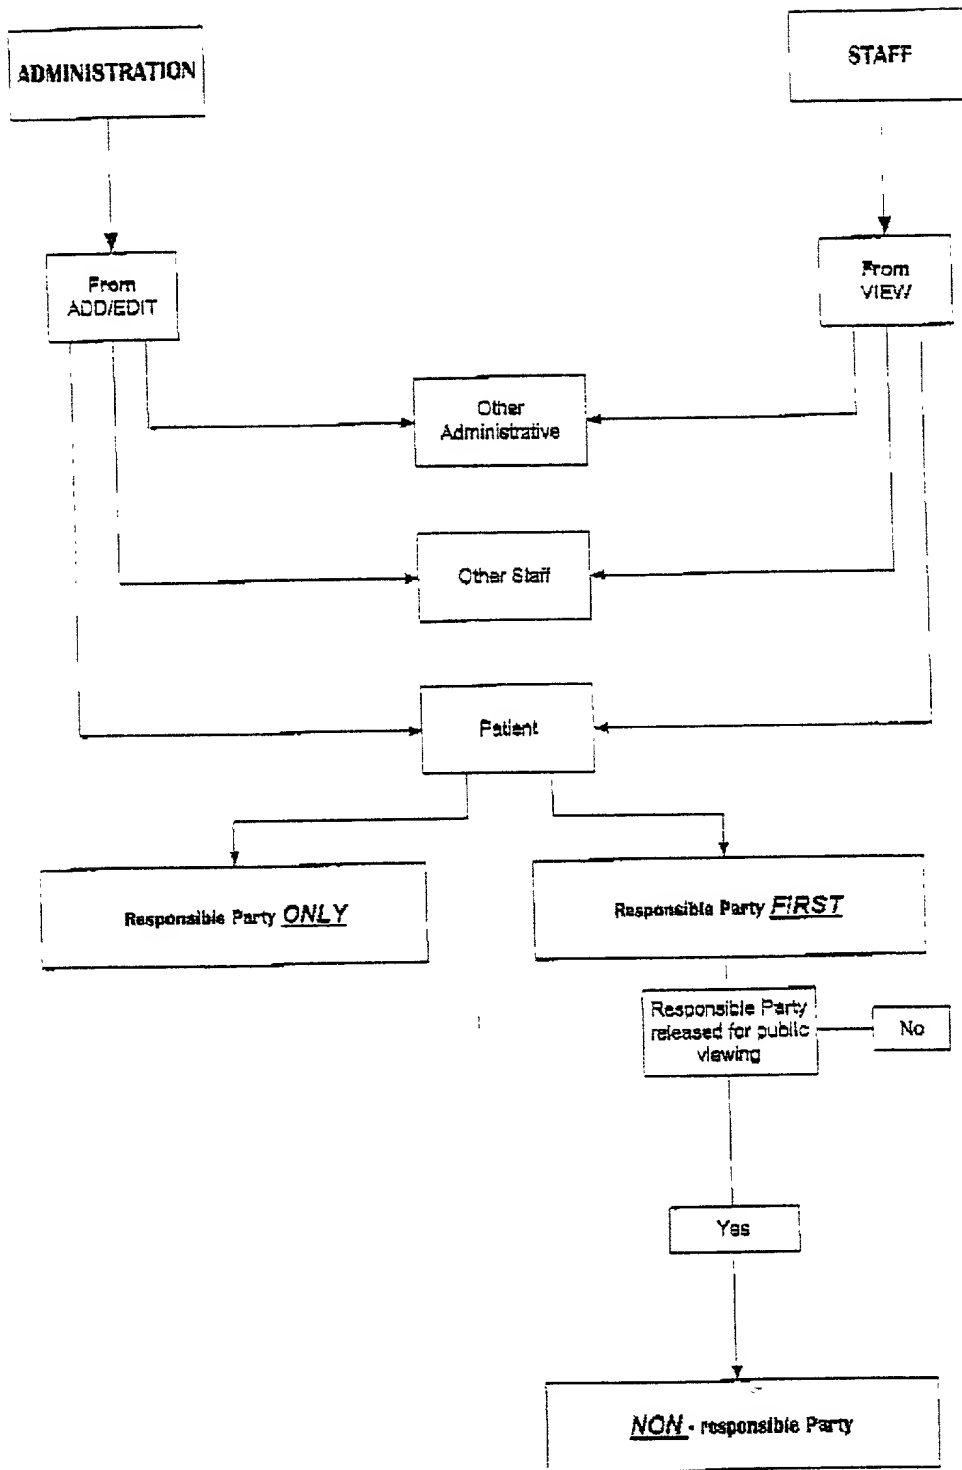 ADMINISTRATION
STAFF
From
ADD/EDIT
From
VIEW
Other
Administrative
Other Staff
Patient
Responsible Party ONLY
Responsible Party FIRST
Responsible Party
released for public
viewing
No
Yes
NON - responsible Party